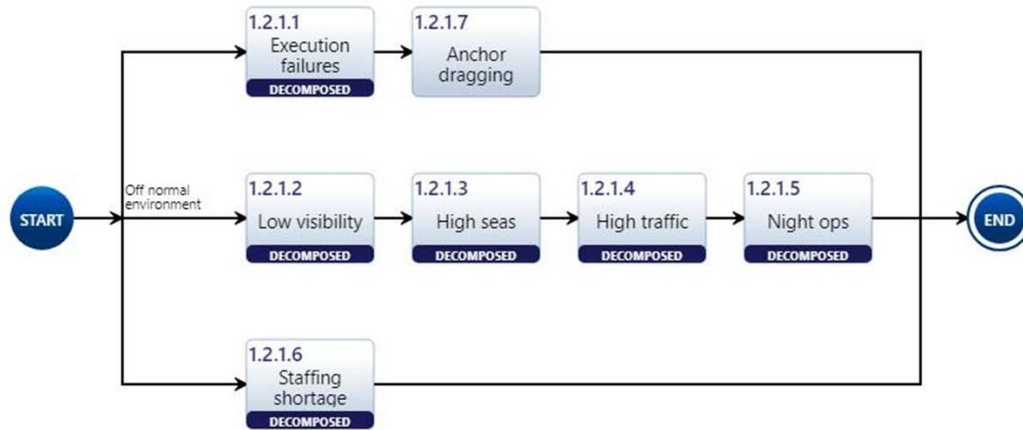 1.2.1.1
Execution
failures
DECOMPOSED
1.2.1.7
Anchor
dragging
START
Off normal
environment
1.2.1.2
Low visibility
DECOMPOSED
1.2.1.3
High seas
DECOMPOSED
1.2.1.4
High traffic
DECOMPOSED
1.2.1.5
Night ops
DECOMPOSED
END
1.2.1.6
Staffing
shortage
DECOMPOSED